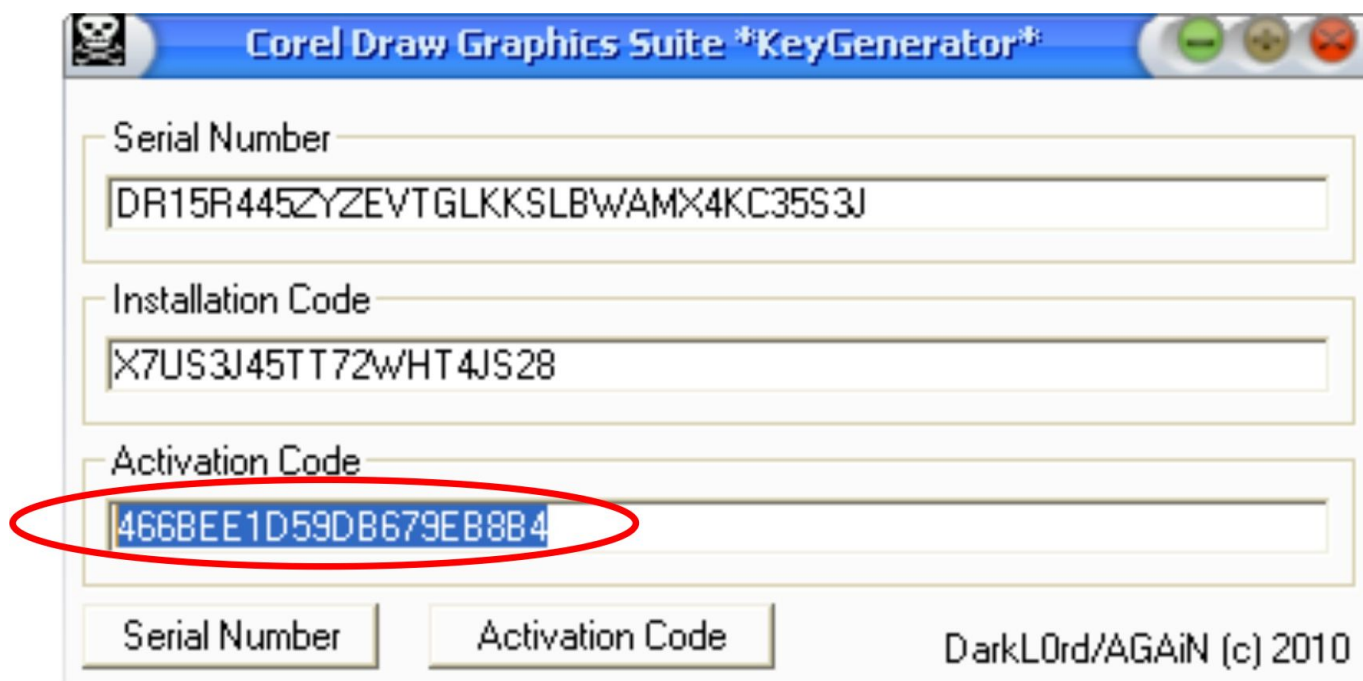 Corel Draw Graphics Suite *KeyGenerator*
Serial Number
DR15R445ZYZEVTGLKKSLBWAMX4KC35S3J
Installation Code
X7US3J45TT72WHT4JS28
Activation Code
466BEE1D59DB679EB8B4
Serial Number Activation Code DarkL0rd/AGAiN (c) 2010